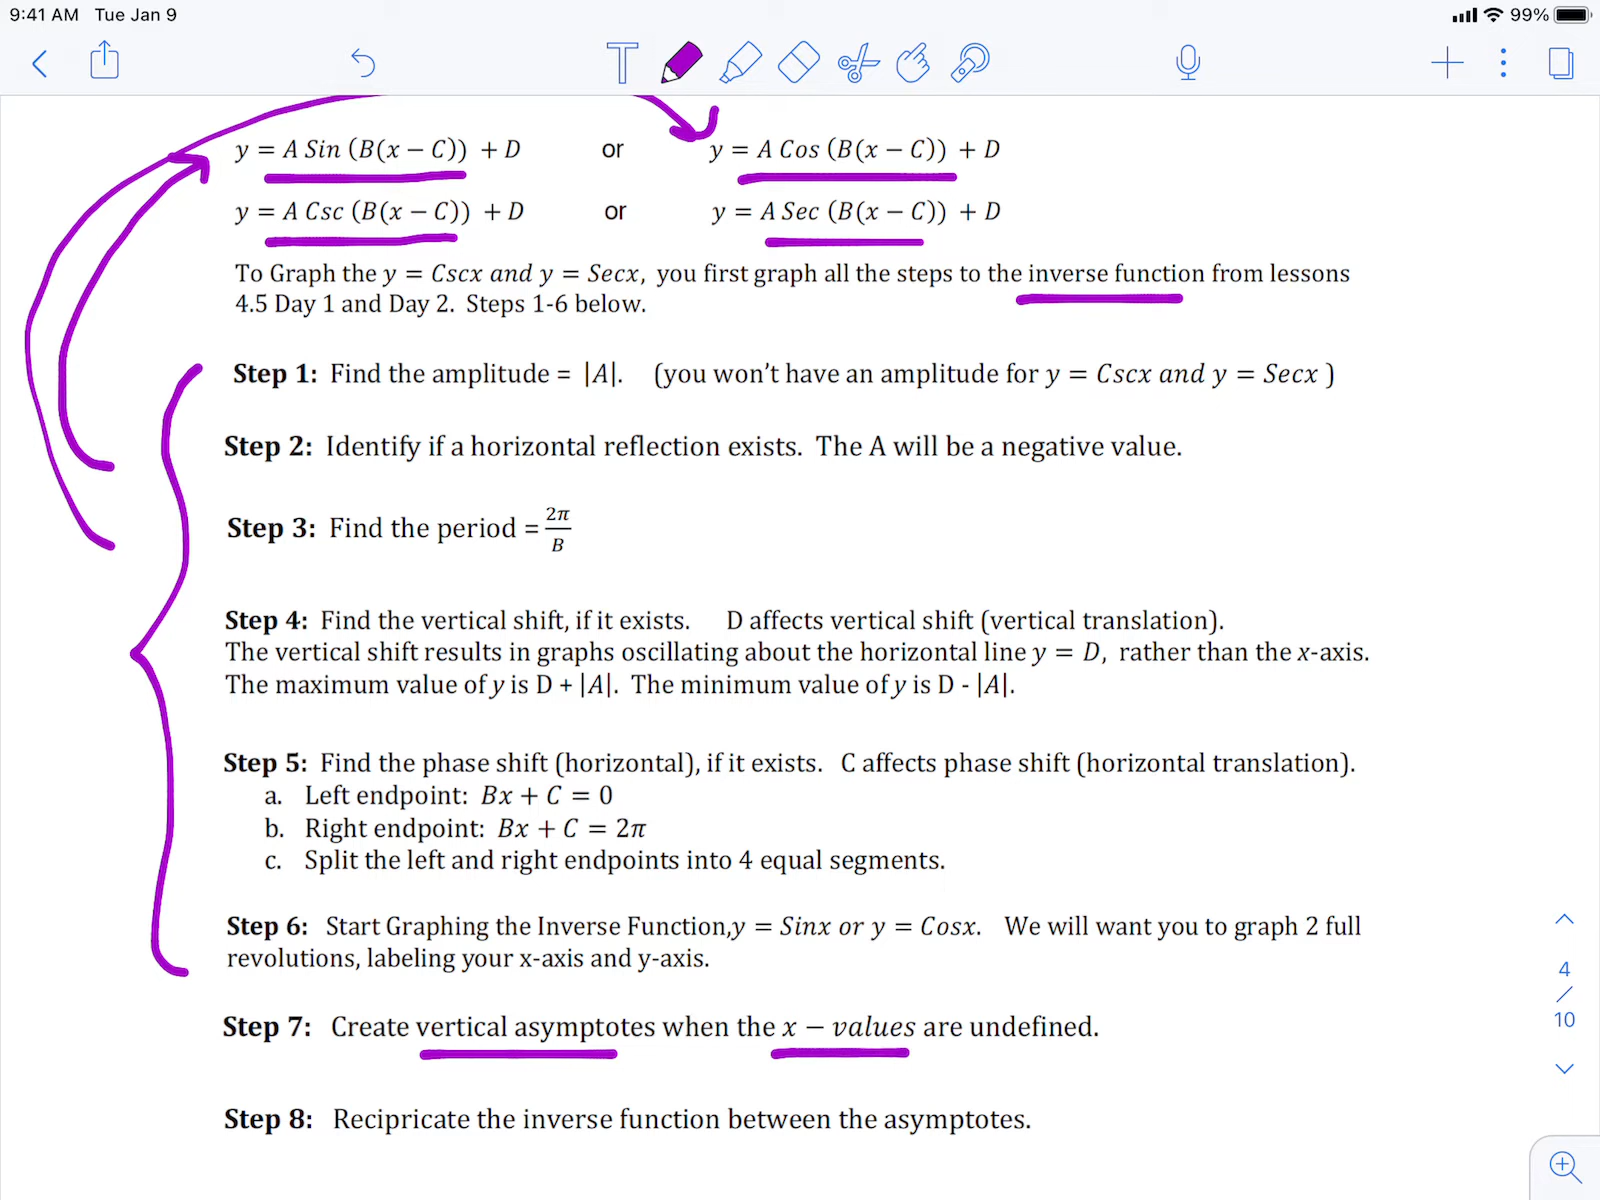 9:41 AM Tue Jan 9 99%
T
y = A Sin (B(x − C)) + D or y = A Cos (B(x − C)) + D
y = A Csc (B(x − C)) + D or y = A Sec (B(x − C)) + D
To Graph the y = Cscx and y = Secx, you first graph all the steps to the inverse function from lessons
4.5 Day 1 and Day 2. Steps 1-6 below.
Step 1: Find the amplitude = |A|. (you won't have an amplitude for y = Cscx and y = Secx )
Step 2: Identify if a horizontal reflection exists. The A will be a negative value.
Step 3: Find the period = 2π/B
Step 4: Find the vertical shift, if it exists. D affects vertical shift (vertical translation).
The vertical shift results in graphs oscillating about the horizontal line y = D, rather than the x-axis.
The maximum value of y is D + |A|. The minimum value of y is D - |A|.
Step 5: Find the phase shift (horizontal), if it exists. C affects phase shift (horizontal translation).
a. Left endpoint: Bx + C = 0
b. Right endpoint: Bx + C = 2π
c. Split the left and right endpoints into 4 equal segments.
Step 6: Start Graphing the Inverse Function,y = Sinx or y = Cosx. We will want you to graph 2 full
revolutions, labeling your x-axis and y-axis.
Step 7: Create vertical asymptotes when the x − values are undefined.
Step 8: Recipricate the inverse function between the asymptotes.
4
/
10